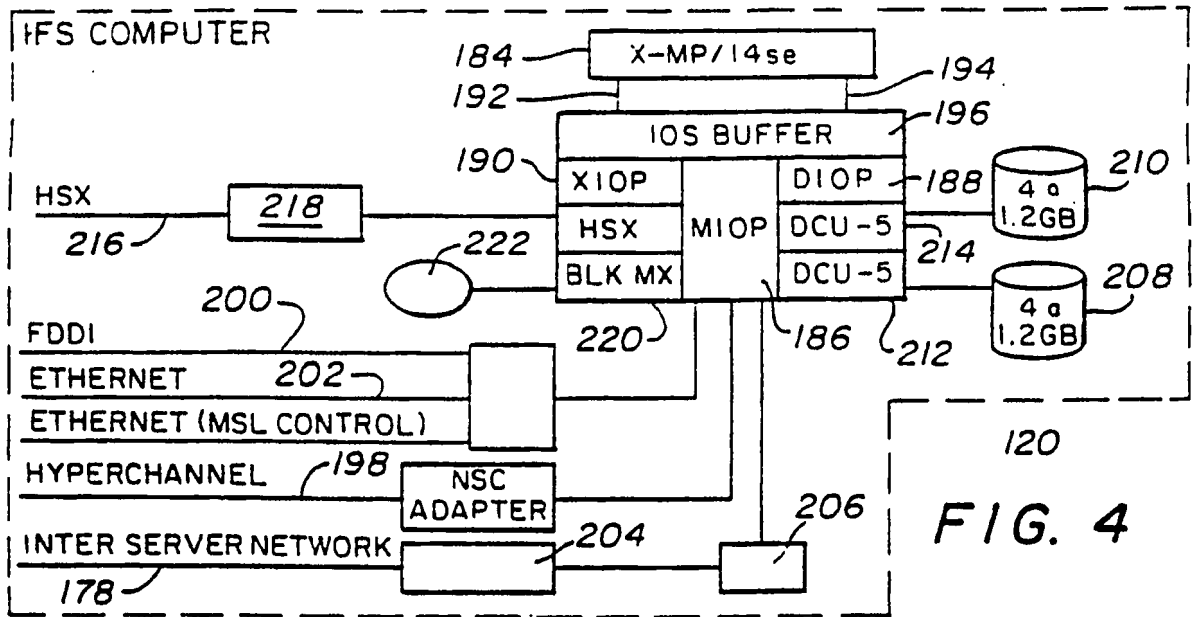 IFS COMPUTER
184
X-MP/14se
192
194
IOS BUFFER
196
190
XIOP
MIOP
DIOP
188
4 a
1.2GB
210
HSX
216
218
HSX
DCU-5
214
222
BLK MX
DCU-5
4 a
1.2GB
208
200
220
186
212
FDDI
ETHERNET
202
ETHERNET (MSL CONTROL)
120
HYPERCHANNEL
198
NSC
ADAPTER
206
FIG. 4
INTER SERVER NETWORK
204
178